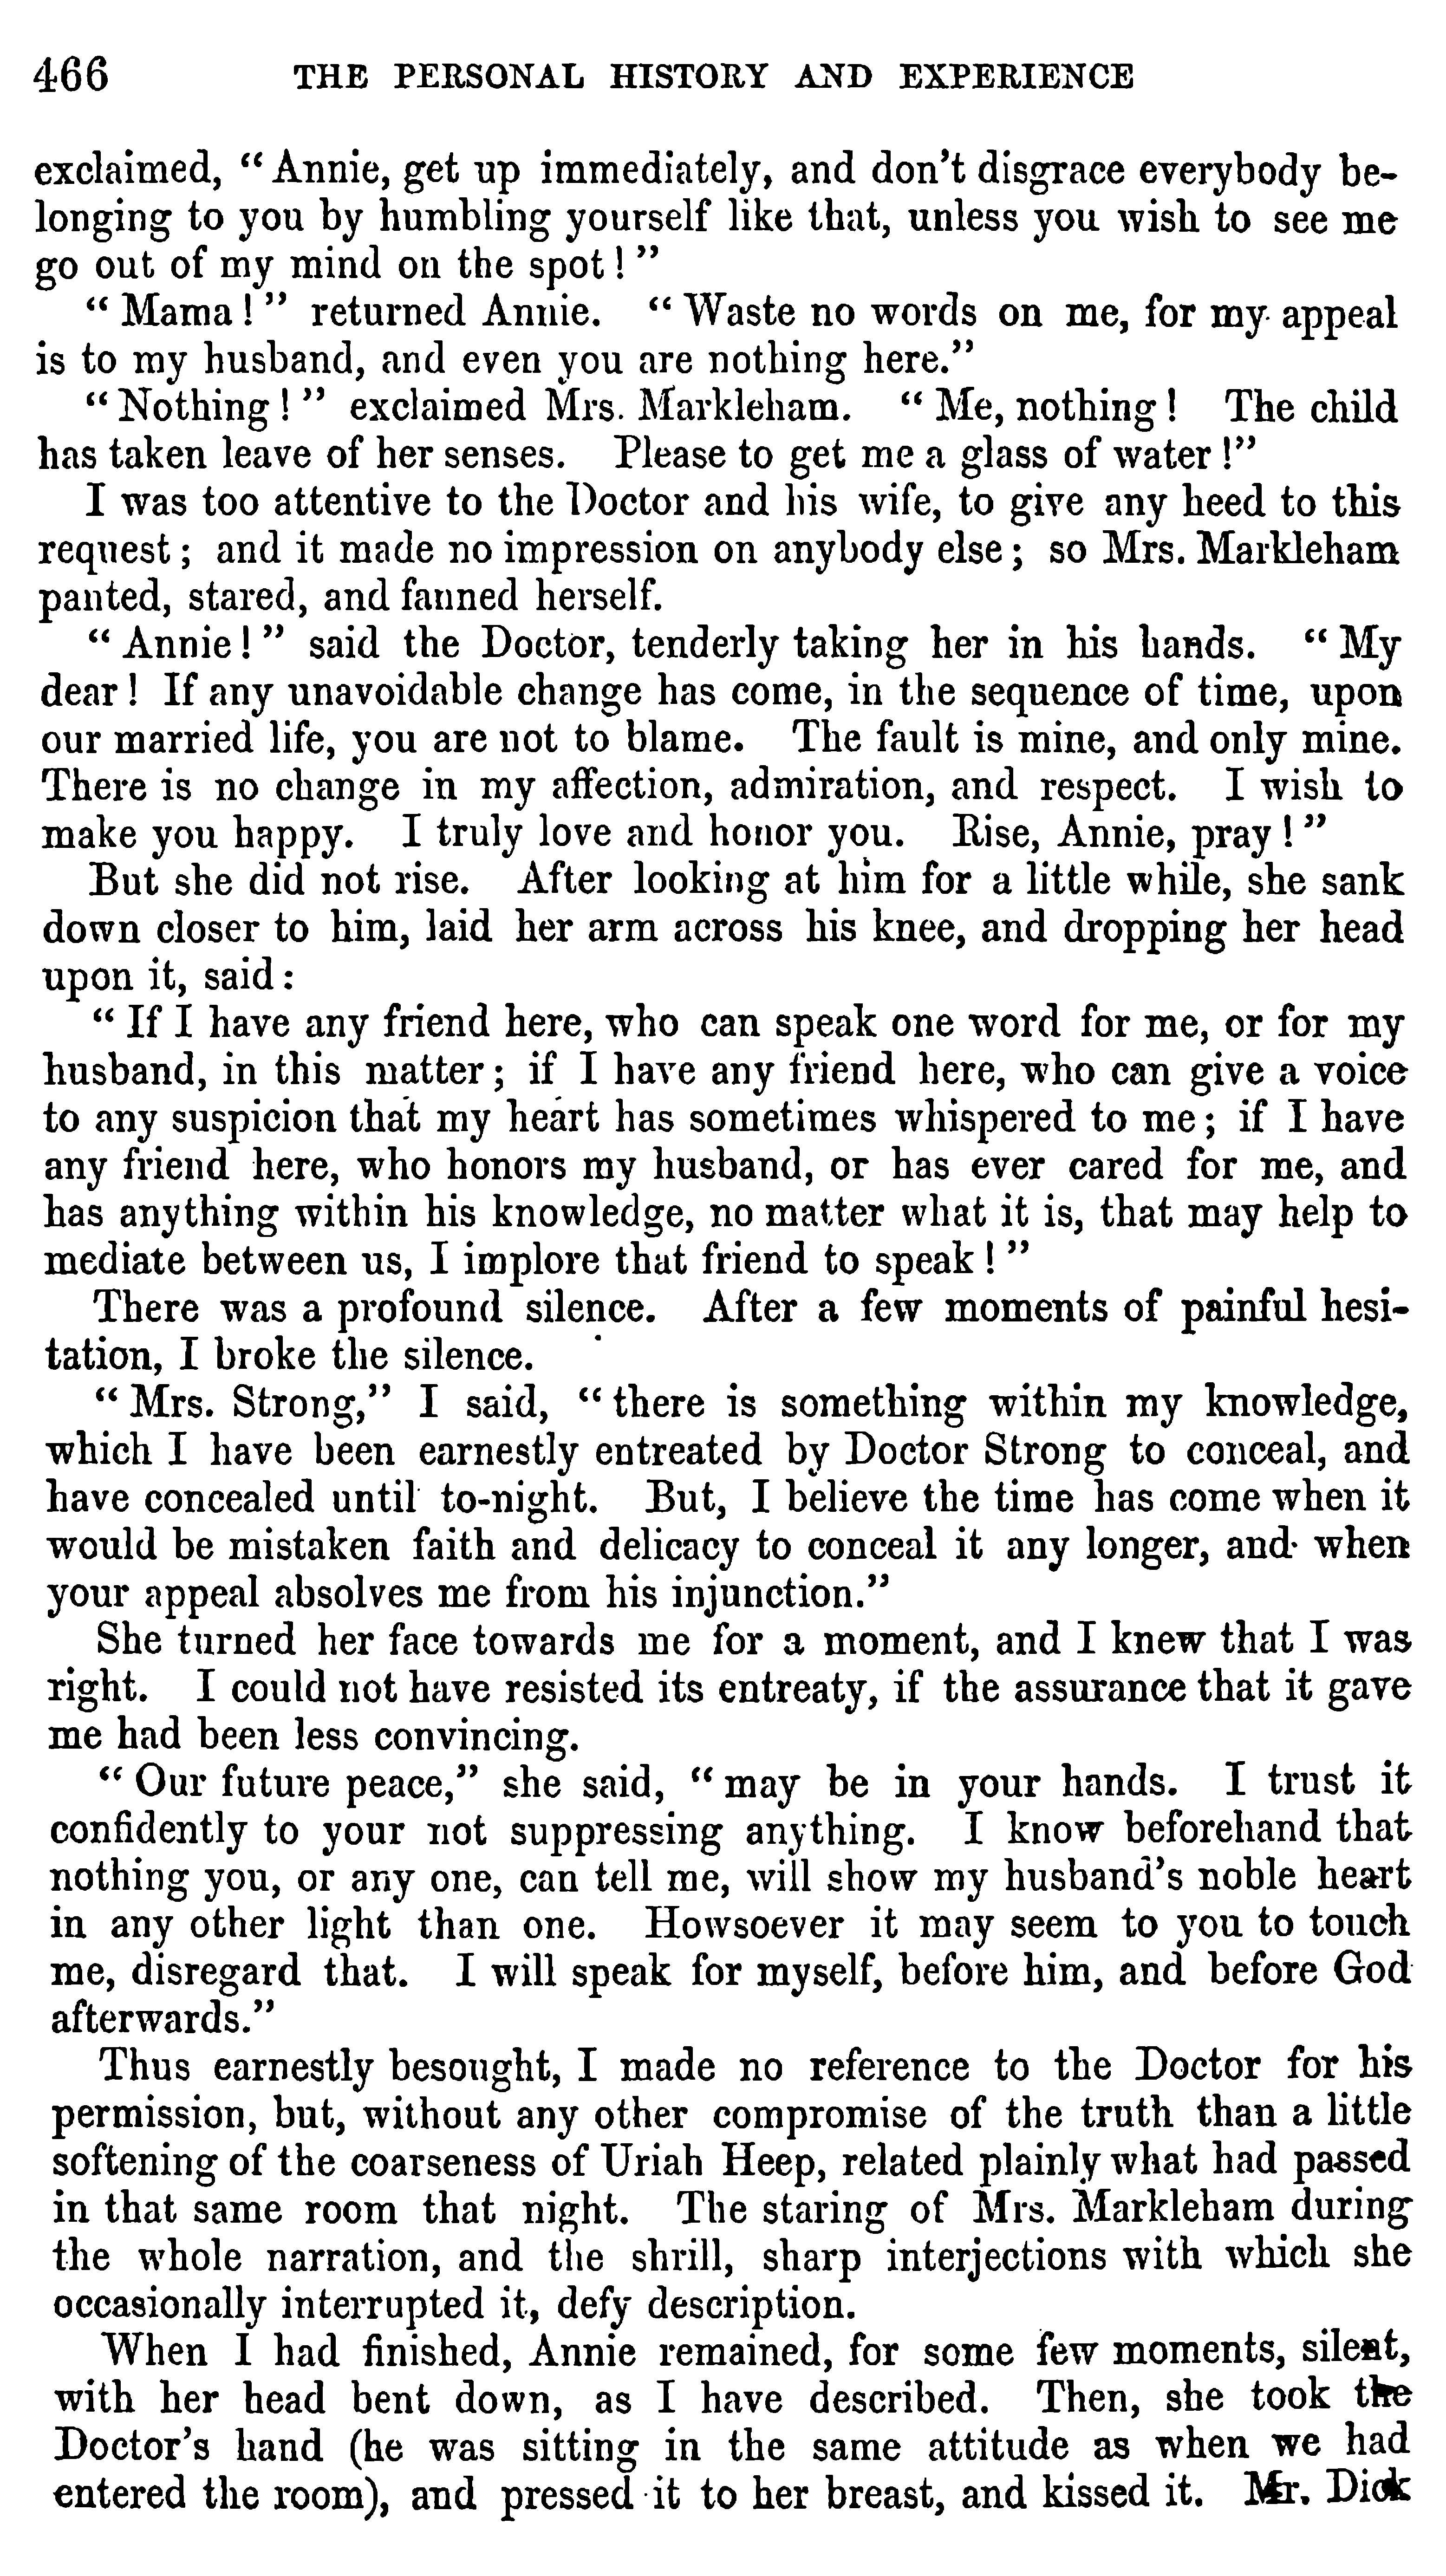 466 THE PERSONAL HISTORY AND EXPERIENCE
exclaimed, “Annie, get up immediately, and don’t disgrace everybody be-
longing to you by humbling yourself like that, unless you wish to see me
go out of my mind on the spot!”
“Mama!” returned Annie. “Waste no words on me, for my appeal
is to my husband, and even you are nothing here.”
“Nothing!” exclaimed Mrs. Markleham. “Me, nothing! The child
has taken leave of her senses. Please to get me a glass of water!”
I was too attentive to the Doctor and his wife, to give any heed to this
request; and it made no impression on anybody else; so Mrs. Markleham
panted, stared, and fanned herself.
“Annie!” said the Doctor, tenderly taking her in his hands. “My
dear! If any unavoidable change has come, in the sequence of time, upon
our married life, you are not to blame. The fault is mine, and only mine.
There is no change in my affection, admiration, and respect. I wish to
make you happy. I truly love and honor you. Rise, Annie, pray!”
But she did not rise. After looking at him for a little while, she sank
down closer to him, laid her arm across his knee, and dropping her head
upon it, said:
“If I have any friend here, who can speak one word for me, or for my
husband, in this matter; if I have any friend here, who can give a voice
to any suspicion that my heart has sometimes whispered to me; if I have
any friend here, who honors my husband, or has ever cared for me, and
has anything within his knowledge, no matter what it is, that may help to
mediate between us, I implore that friend to speak!”
There was a profound silence. After a few moments of painful hesi-
tation, I broke the silence.
“Mrs. Strong,” I said, “there is something within my knowledge,
which I have been earnestly entreated by Doctor Strong to conceal, and
have concealed until to-night. But, I believe the time has come when it
would be mistaken faith and delicacy to conceal it any longer, and when
your appeal absolves me from his injunction.”
She turned her face towards me for a moment, and I knew that I was
right. I could not have resisted its entreaty, if the assurance that it gave
me had been less convincing.
“Our future peace,” she said, “may be in your hands. I trust it
confidently to your not suppressing anything. I know beforehand that
nothing you, or any one, can tell me, will show my husband’s noble heart
in any other light than one. Howsoever it may seem to you to touch
me, disregard that. I will speak for myself, before him, and before God
afterwards.”
Thus earnestly besought, I made no reference to the Doctor for his
permission, but, without any other compromise of the truth than a little
softening of the coarseness of Uriah Heep, related plainly what had passed
in that same room that night. The staring of Mrs. Markleham during
the whole narration, and the shrill, sharp interjections with which she
occasionally interrupted it, defy description.
When I had finished, Annie remained, for some few moments, silent,
with her head bent down, as I have described. Then, she took the
Doctor’s hand (he was sitting in the same attitude as when we had
entered the room), and pressed it to her breast, and kissed it. Mr. Dick